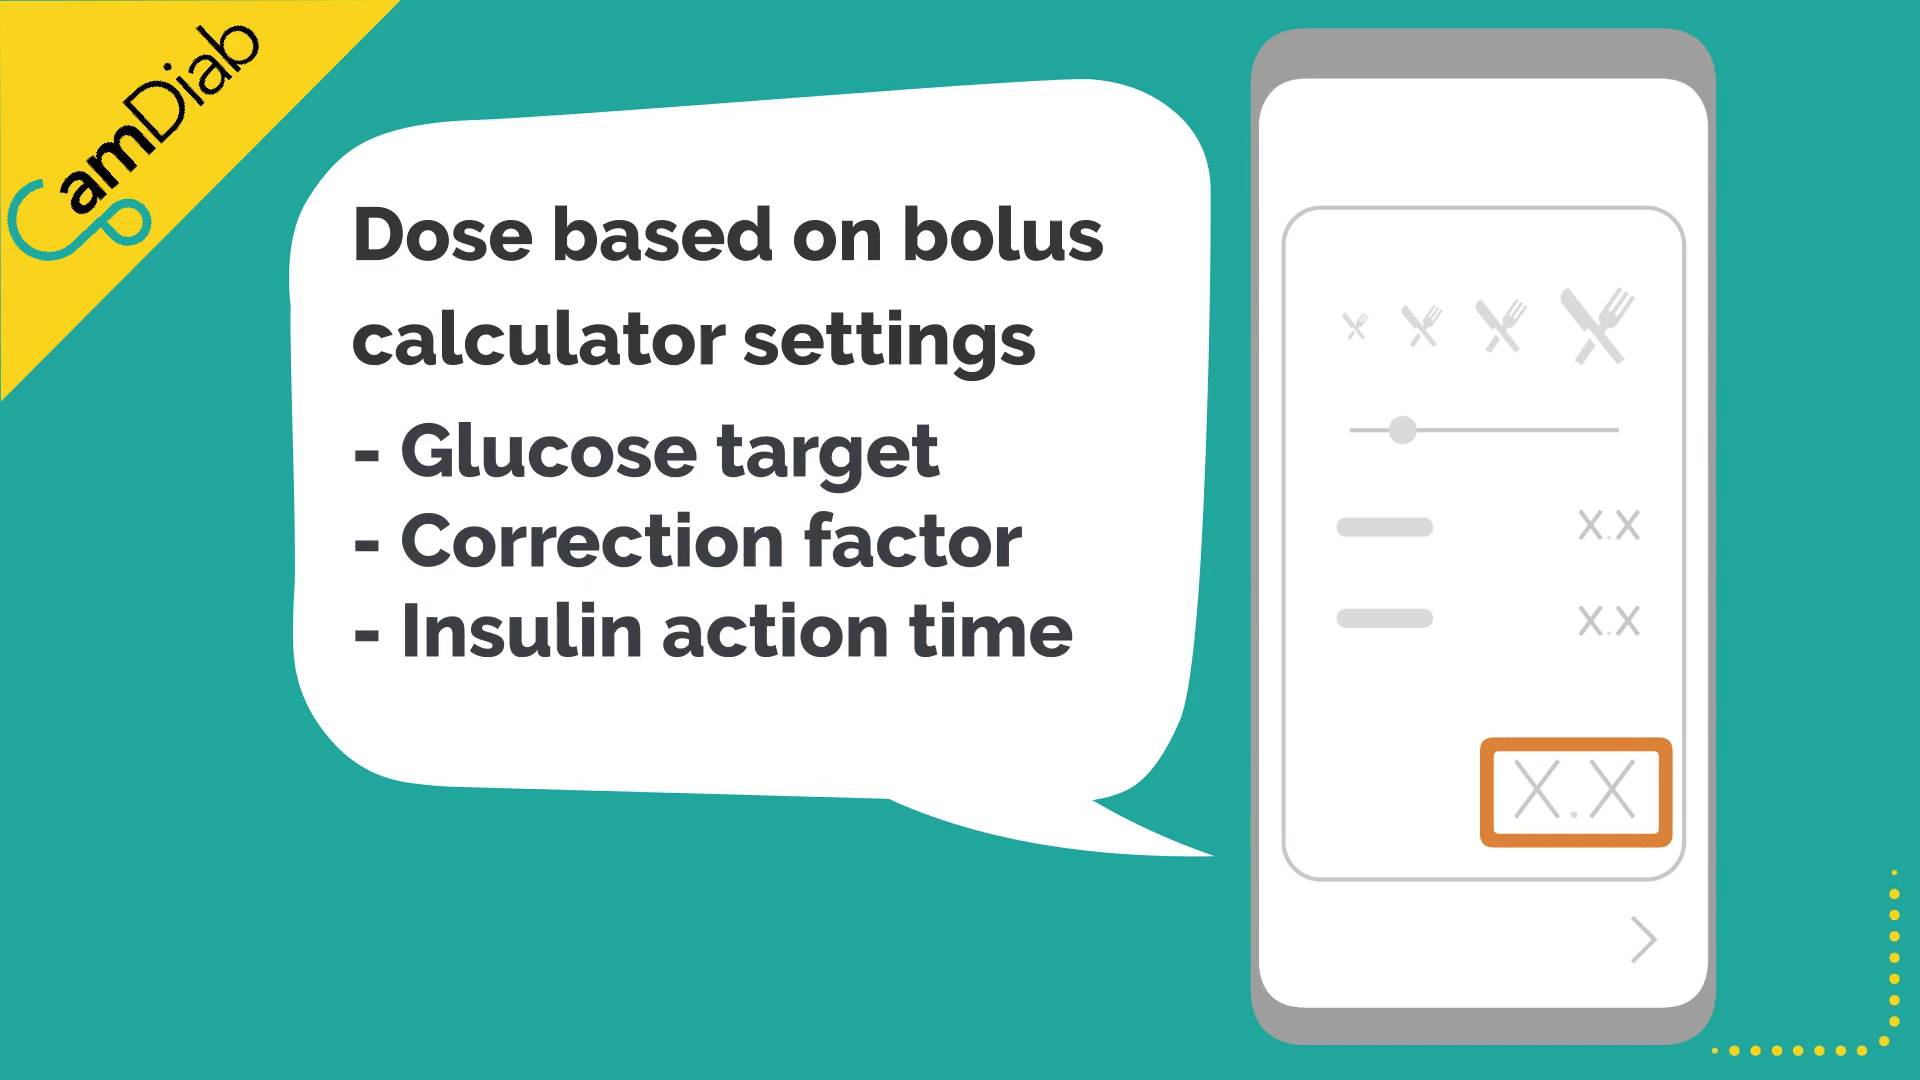 CamDiab
Dose based on bolus
calculator settings
- Glucose target
- Correction factor
- Insulin action time
X.X
X.X
X.X